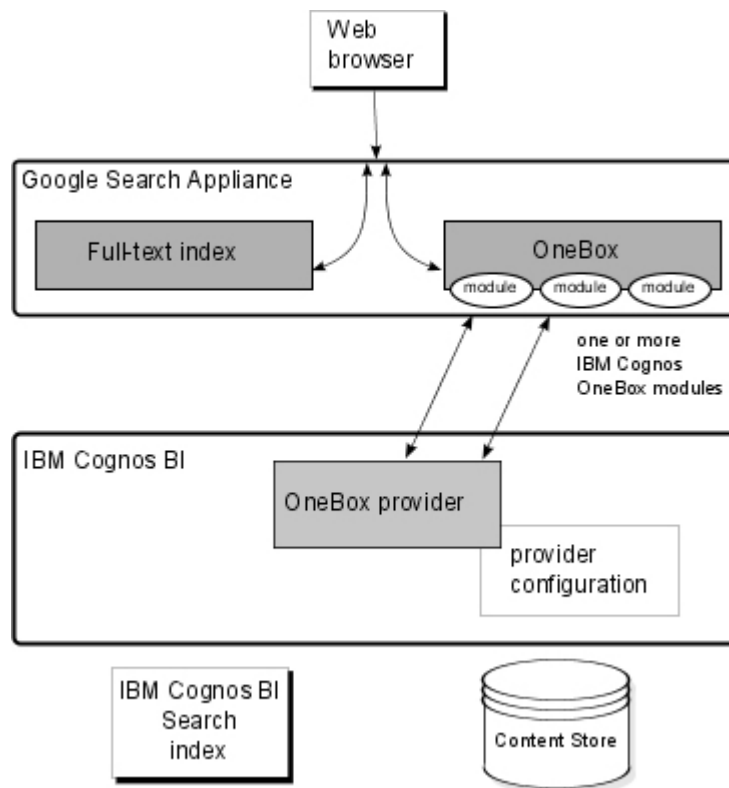 Web
browser
Google Search Appliance
Full-text index
OneBox
module
module
module
one or more
IBM Cognos
OneBox modules
IBM Cognos BI
OneBox provider
provider
configuration
IBM Cognos BI
Search
index
Content Store